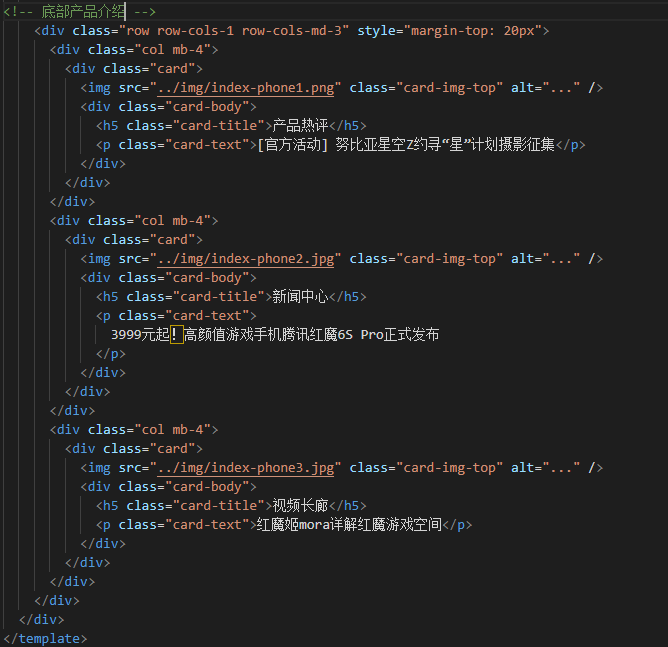 <!-- 底部产品介绍 -->
<div class="row row-cols-1 row-cols-md-3" style="margin-top: 20px">
<div class="col mb-4">
<div class="card">
<img src="../img/index-phone1.png" class="card-img-top" alt="..." />
<div class="card-body">
<h5 class="card-title">产品热评</h5>
<p class="card-text">[官方活动] 努比亚星空Z约寻“星”计划摄影征集</p>
</div>
</div>
</div>
<div class="col mb-4">
<div class="card">
<img src="../img/index-phone2.jpg" class="card-img-top" alt="..." />
<div class="card-body">
<h5 class="card-title">新闻中心</h5>
<p class="card-text">
3999元起！高颜值游戏手机腾讯红魔6S Pro正式发布
</p>
</div>
</div>
</div>
<div class="col mb-4">
<div class="card">
<img src="../img/index-phone3.jpg" class="card-img-top" alt="..." />
<div class="card-body">
<h5 class="card-title">视频长廊</h5>
<p class="card-text">红魔姬mora详解红魔游戏空间</p>
</div>
</div>
</div>
</div>
</div>
</template>